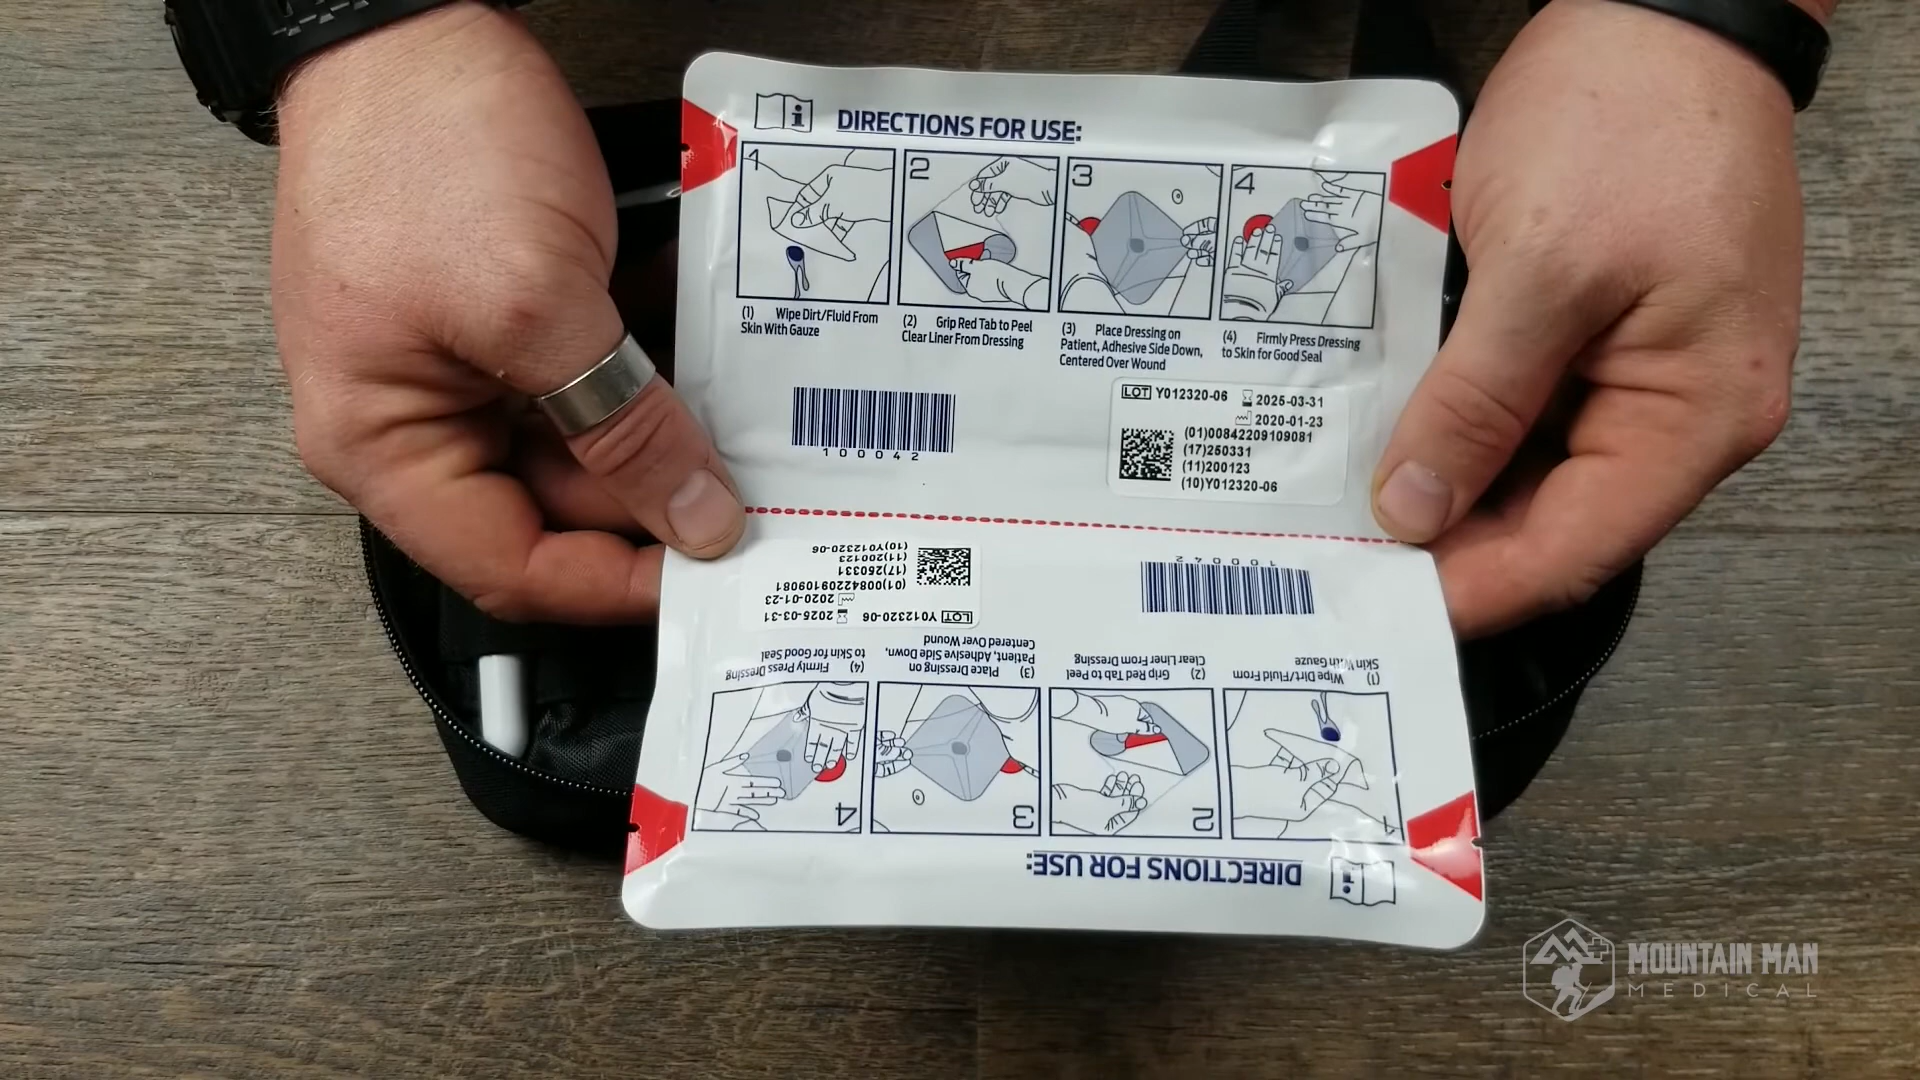 DIRECTIONS FOR USE:
1
2
3
4
(1) Wipe Dirt/Fluid From
Skin With Gauze
(2) Grip Red Tab to Peel
Clear Liner From Dressing
(3) Place Dressing on
Patient, Adhesive Side Down,
Centered Over Wound
(4) Firmly Press Dressing
to Skin for Good Seal
100042
LOT Y012320-06 2025-03-31
2020-01-23
(01)00842209109081
(17)250331
(11)200123
(10)Y012320-06
DIRECTIONS FOR USE:
1
2
3
4
(1) Wipe Dirt/Fluid From
Skin With Gauze
(2) Grip Red Tab to Peel
Clear Liner From Dressing
(3) Place Dressing on
Patient, Adhesive Side Down,
Centered Over Wound
(4) Firmly Press Dressing
to Skin for Good Seal
100042
LOT Y012320-06 2025-03-31
2020-01-23
(01)00842209109081
(17)250331
(11)200123
(10)Y012320-06
MOUNTAIN MAN
MEDICAL